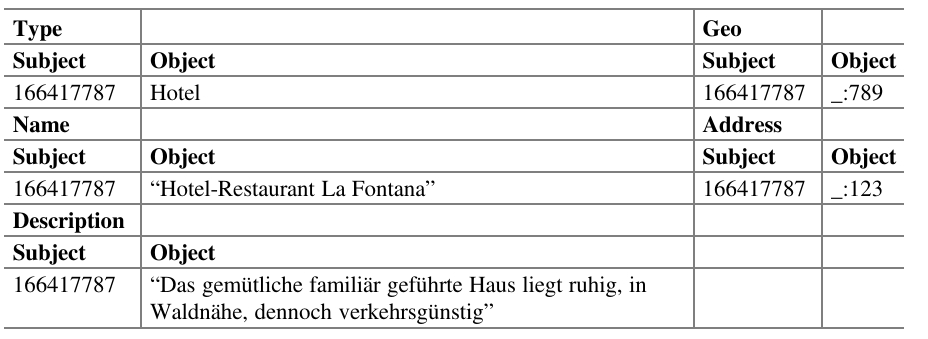 Type Geo
Subject Object Subject Object
166417787 Hotel 166417787 _:789
Name Address
Subject Object Subject Object
166417787 “Hotel-Restaurant La Fontana” 166417787 _:123
Description
Subject Object
166417787 “Das gemütliche familiär geführte Haus liegt ruhig, in
Waldnähe, dennoch verkehrsgünstig”